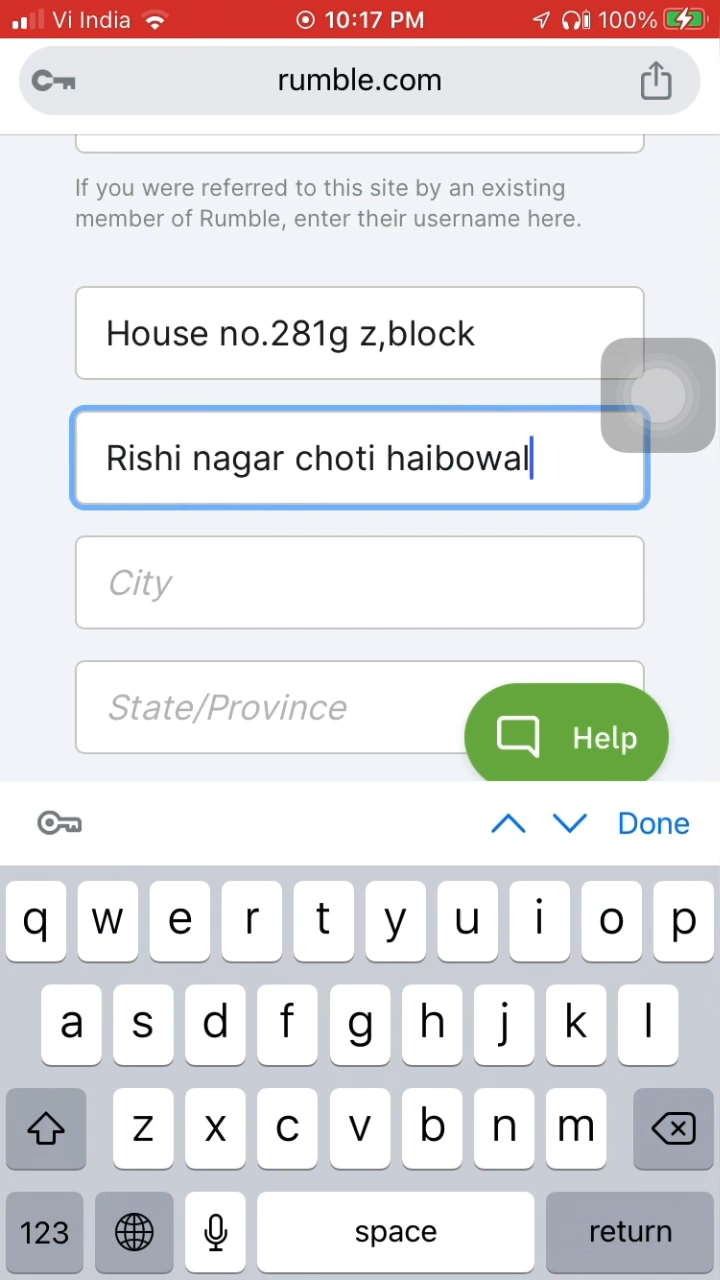 Vi India 10:17 PM 100%
rumble.com
If you were referred to this site by an existing
member of Rumble, enter their username here.
House no.281g z,block
Rishi nagar choti haibowal
City
State/Province
Help
Done
q w e r t y u i o p
a s d f g h j k l
z x c v b n m
123 space return